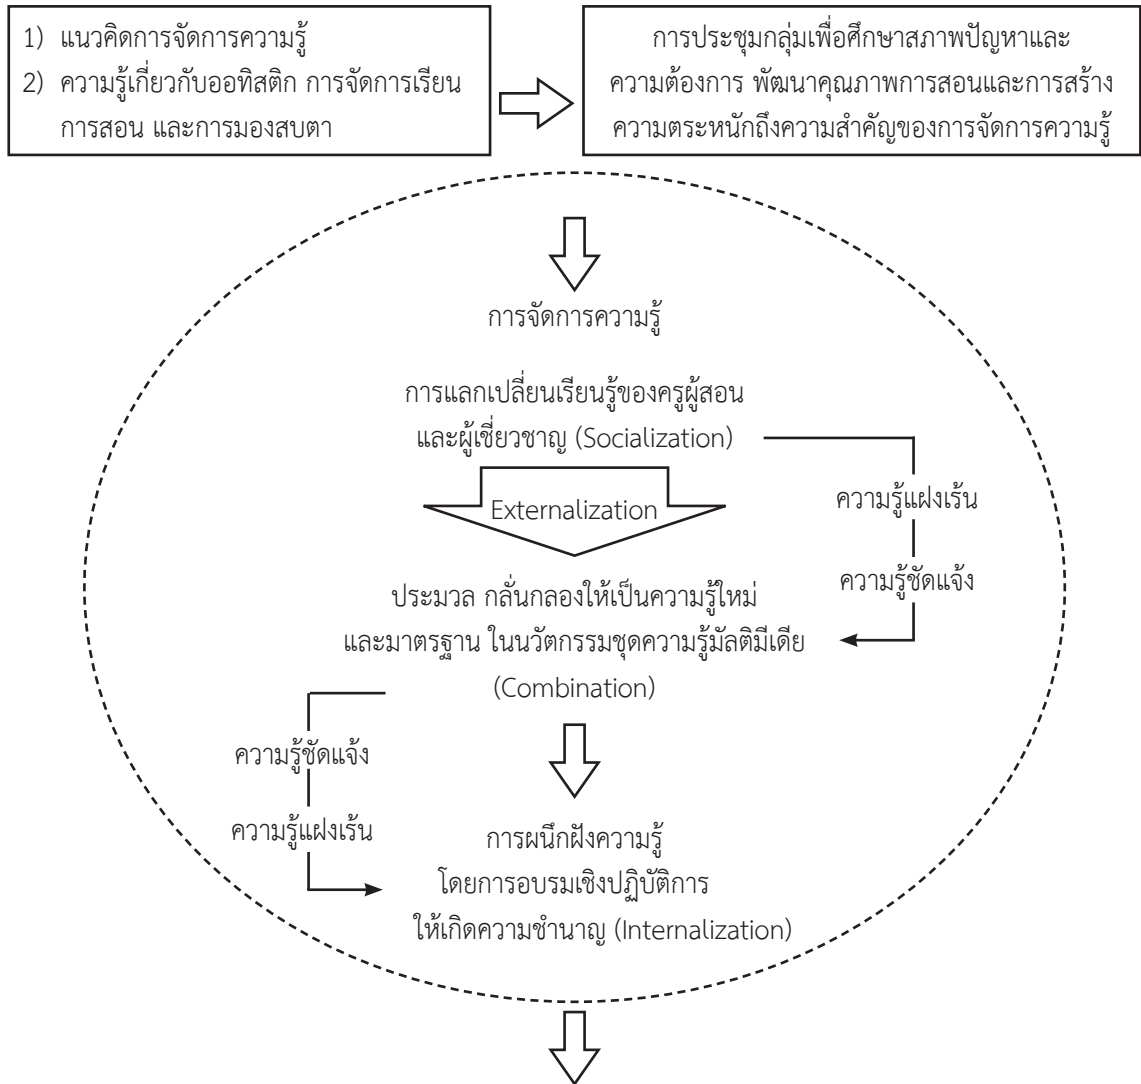 1) แนวคิดการจัดการความรู้
2) ความรู้เกี่ยวกับออทิสติก การจัดการเรียน
การสอน และการมองสบตา
การประชุมกลุ่มเพื่อศึกษาสภาพปัญหาและ
ความต้องการ พัฒนาคุณภาพการสอนและการสร้าง
ความตระหนักถึงความสำคัญของการจัดการความรู้
การจัดการความรู้
การแลกเปลี่ยนเรียนรู้ของครูผู้สอน
และผู้เชี่ยวชาญ (Socialization)
Externalization
ความรู้แฝงเร้น
ความรู้ชัดแจ้ง
ประมวล กลั่นกลองให้เป็นความรู้ใหม่
และมาตรฐาน ในนวัตกรรมชุดความรู้มัลติมีเดีย
(Combination)
ความรู้ชัดแจ้ง
ความรู้แฝงเร้น
การผนึกฝังความรู้
โดยการอบรมเชิงปฏิบัติการ
ให้เกิดความชำนาญ (Internalization)